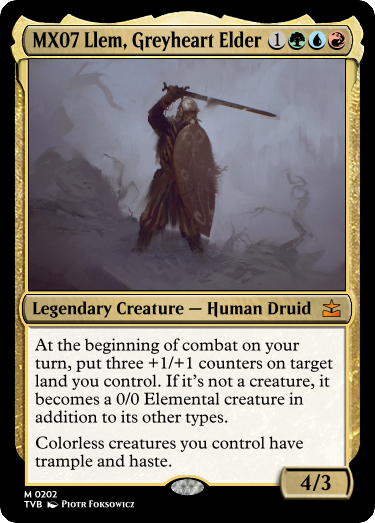 MX07 Llem, Greyheart Elder 1
Legendary Creature — Human Druid
At the beginning of combat on your
turn, put three +1/+1 counters on target
land you control. If it's not a creature, it
becomes a 0/0 Elemental creature in
addition to its other types.
Colorless creatures you control have
trample and haste.
4/3
M 0202
TVB Piotr Foksowicz